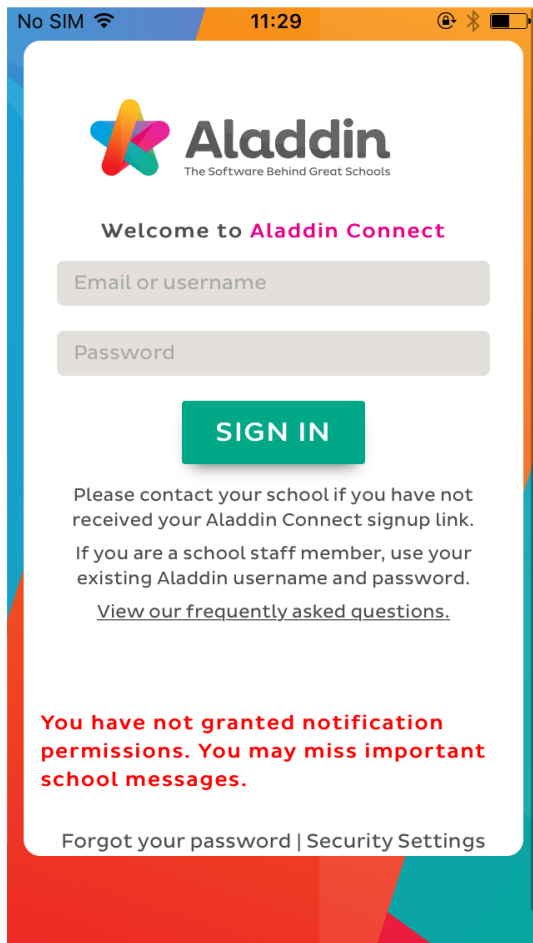 No SIM 11:29
Aladdin
The Software Behind Great Schools
Welcome to Aladdin Connect
Email or username
Password
SIGN IN
Please contact your school if you have not
received your Aladdin Connect signup link.
If you are a school staff member, use your
existing Aladdin username and password.
View our frequently asked questions.
You have not granted notification
permissions. You may miss important
school messages.
Forgot your password | Security Settings